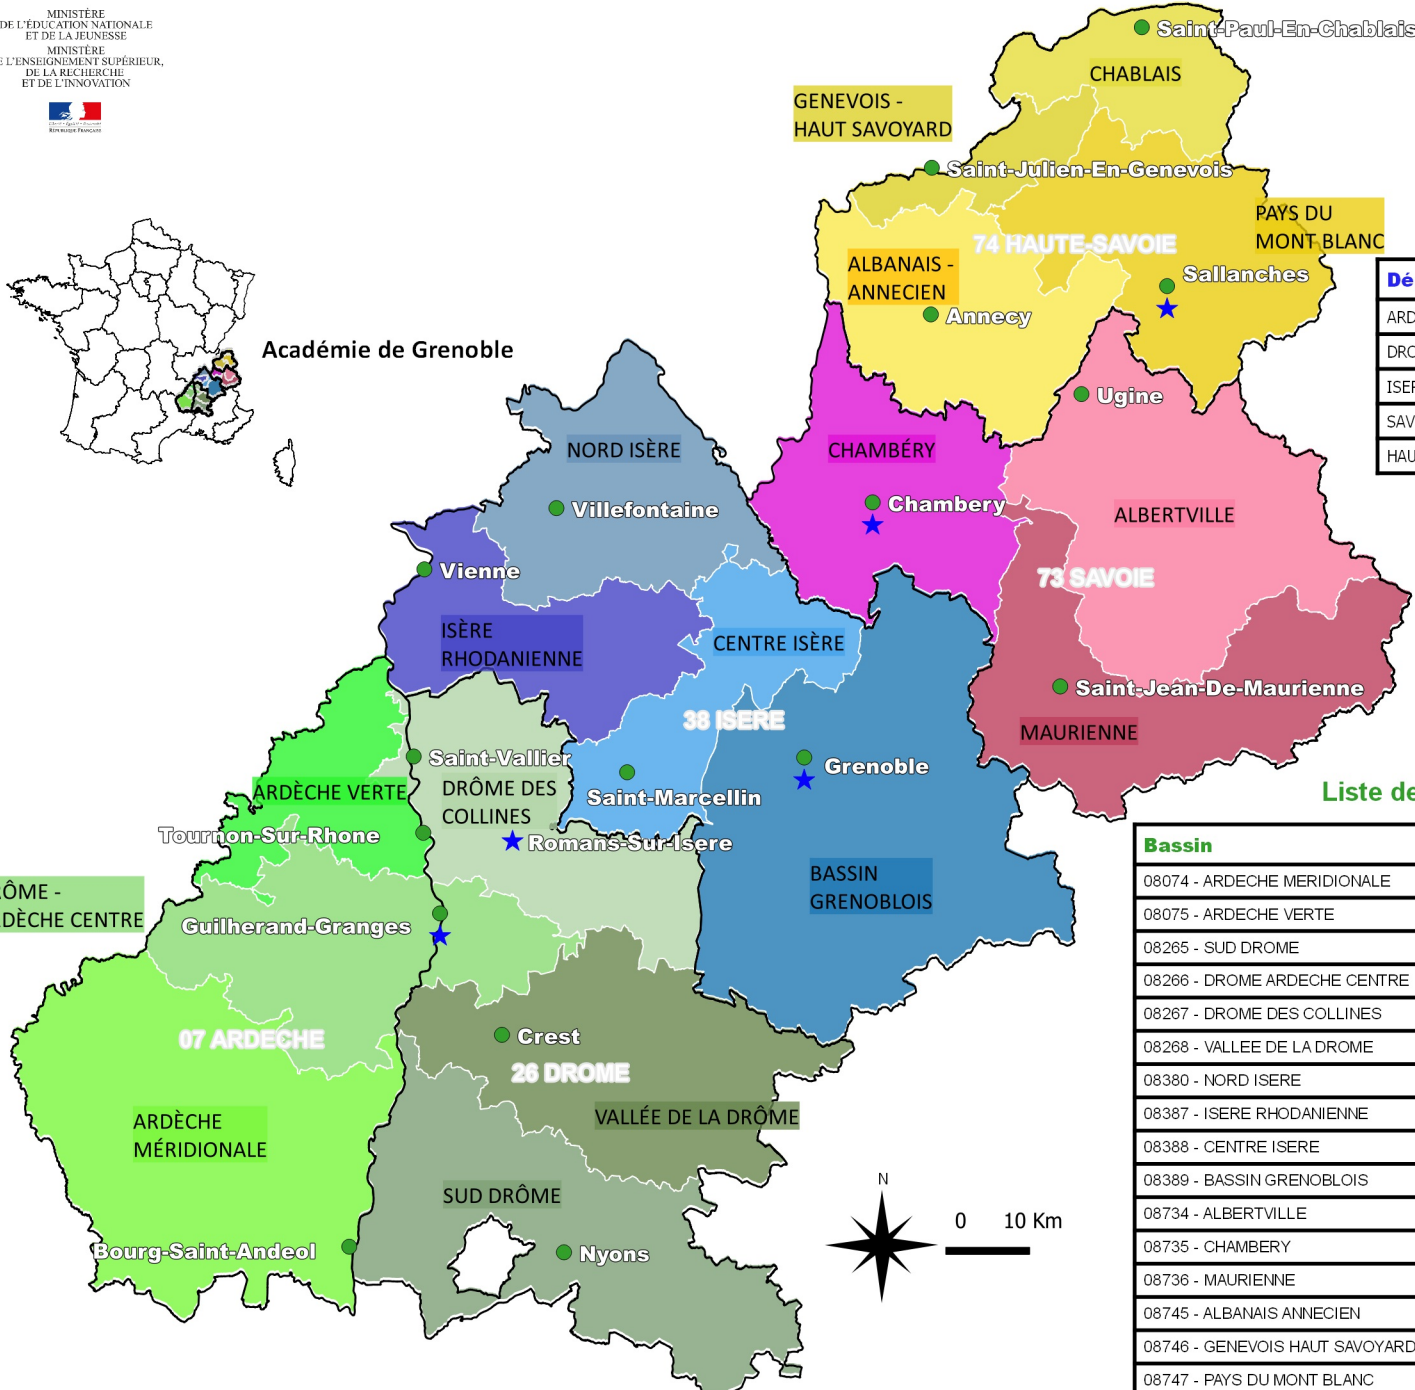 MINISTÈRE
DE L'ÉDUCATION NATIONALE
ET DE LA JEUNESSE
MINISTÈRE
E L'ENSEIGNEMENT SUPÉRIEUR,
DE LA RECHERCHE
ET DE L'INNOVATION
RÉPUBLIQUE FRANÇAISE
Académie de Grenoble
Saint-Paul-En-Chablais
CHABLAIS
GENEVOIS -
HAUT SAVOYARD
Saint-Julien-En-Genevois
PAYS DU
MONT BLANC
74 HAUTE-SAVOIE
ALBANAIS -
ANNECIEN
Sallanches
Annecy
Ugine
NORD ISÈRE
CHAMBÉRY
Villefontaine
Chambery
ALBERTVILLE
Vienne
73 SAVOIE
ISÈRE
RHODANIENNE
CENTRE ISÈRE
Saint-Jean-De-Maurienne
38 ISERE
MAURIENNE
Saint-Vallier
Grenoble
ARDÈCHE VERTE
DRÔME DES
COLLINES
Saint-Marcellin
Tournon-Sur-Rhone
Romans-Sur-Isere
BASSIN
GRENOBLOIS
RÔME -
RDÈCHE CENTRE
Guilherand-Granges
07 ARDECHE
Crest
26 DROME
ARDÈCHE
MÉRIDIONALE
VALLÉE DE LA DRÔME
SUD DRÔME
Bourg-Saint-Andeol
Nyons
N
0 10 Km
Dé
ARD
DRO
ISER
SAV
HAU
Liste de
Bassin
08074 - ARDECHE MERIDIONALE
08075 - ARDECHE VERTE
08265 - SUD DROME
08266 - DROME ARDECHE CENTRE
08267 - DROME DES COLLINES
08268 - VALLEE DE LA DROME
08380 - NORD ISERE
08387 - ISERE RHODANIENNE
08388 - CENTRE ISERE
08389 - BASSIN GRENOBLOIS
08734 - ALBERTVILLE
08735 - CHAMBERY
08736 - MAURIENNE
08745 - ALBANAIS ANNECIEN
08746 - GENEVOIS HAUT SAVOYARD
08747 - PAYS DU MONT BLANC